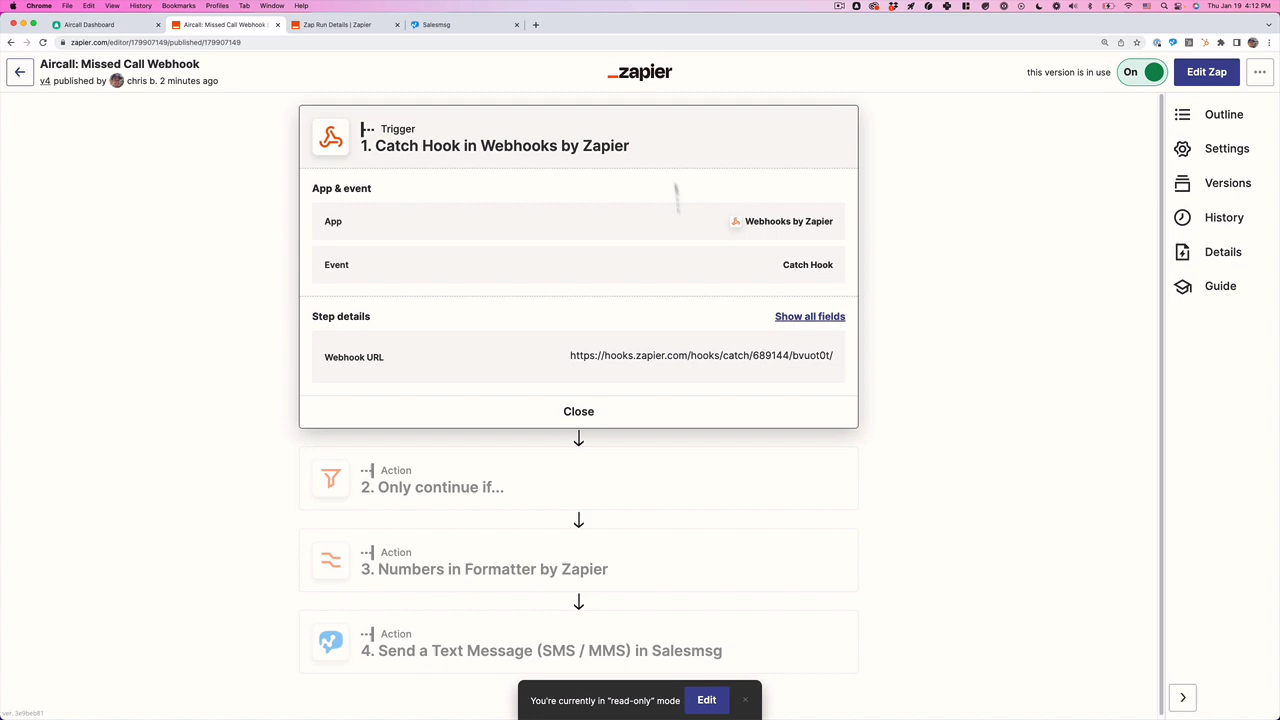 Chrome File Edit View History Bookmarks Profiles Tab Window Help Thu Jan 19 4:12 PM
Aircall Dashboard × Aircall: Missed Call Webhook × Zap Run Details | Zapier × Salesmsg × +
zapier.com/editor/179907149/published/179907149
Aircall: Missed Call Webhook
v4 published by chris b. 2 minutes ago
zapier
this version is in use On Edit Zap
Trigger
1. Catch Hook in Webhooks by Zapier
App & event
App Webhooks by Zapier
Event Catch Hook
Step details Show all fields
Webhook URL https://hooks.zapier.com/hooks/catch/689144/bvuot0t/
Close
Action
2. Only continue if...
Action
3. Numbers in Formatter by Zapier
Action
4. Send a Text Message (SMS / MMS) in Salesmsg
Outline
Settings
Versions
History
Details
Guide
You're currently in “read-only” mode Edit ×
ver. 3e9beb81